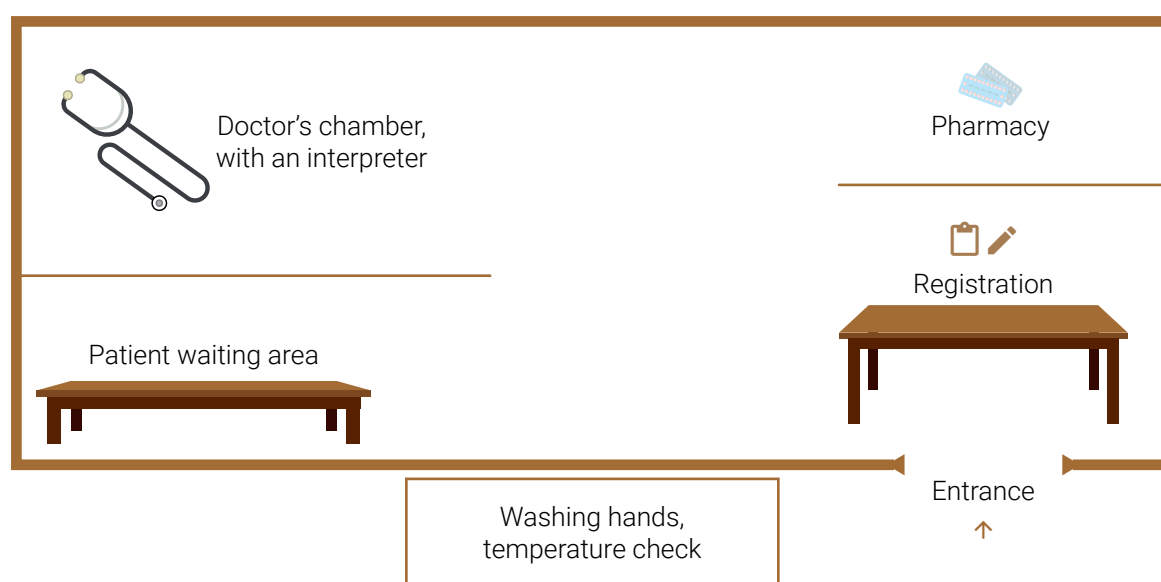 Doctor’s chamber,
with an interpreter
Pharmacy
Registration
Patient waiting area
Entrance
Washing hands,
temperature check